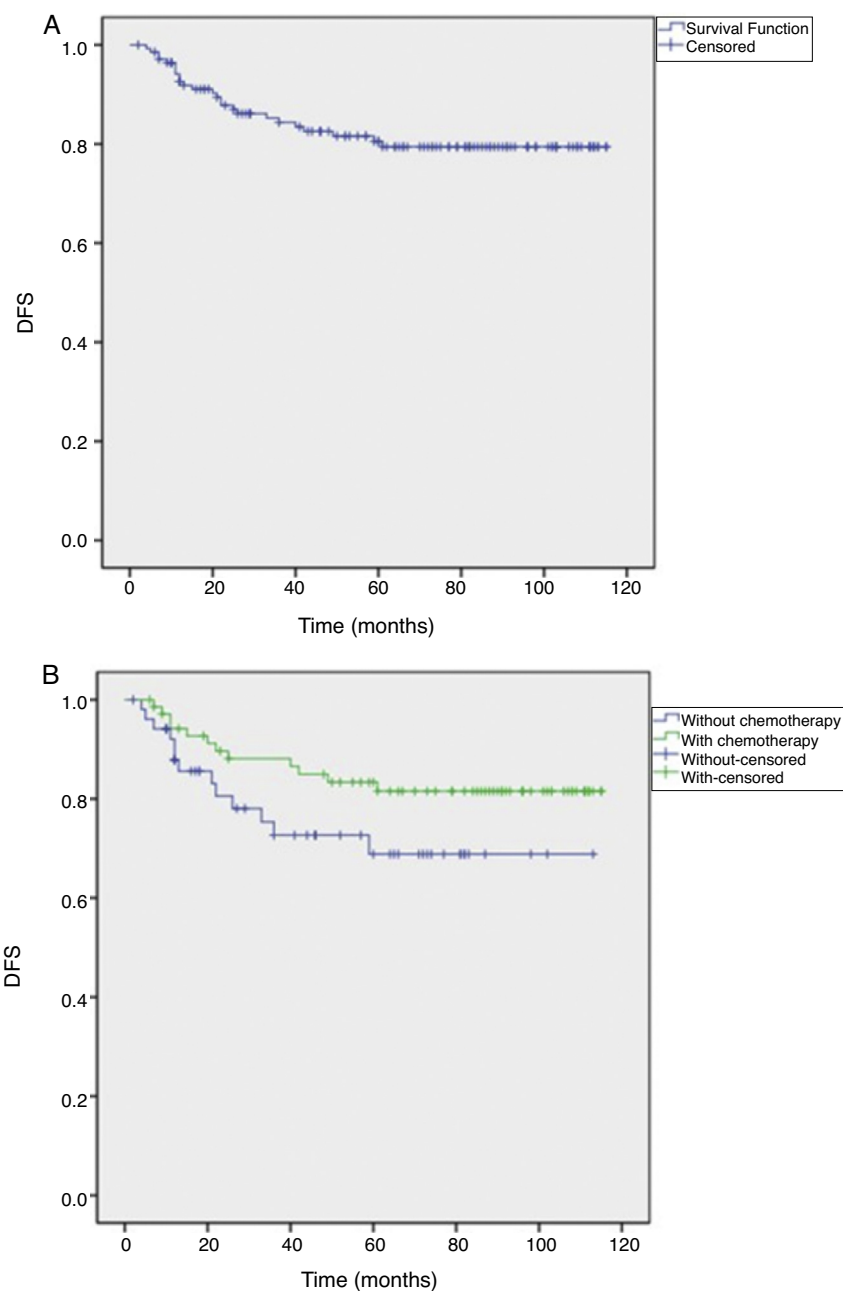 A
Survival Function
Censored
1.0
0.8
0.6
0.4
0.2
0.0
DFS
0 20 40 60 80 100 120
Time (months)
B
Without chemotherapy
With chemotherapy
Without-censored
With-censored
1.0
0.8
0.6
0.4
0.2
0.0
DFS
0 20 40 60 80 100 120
Time (months)